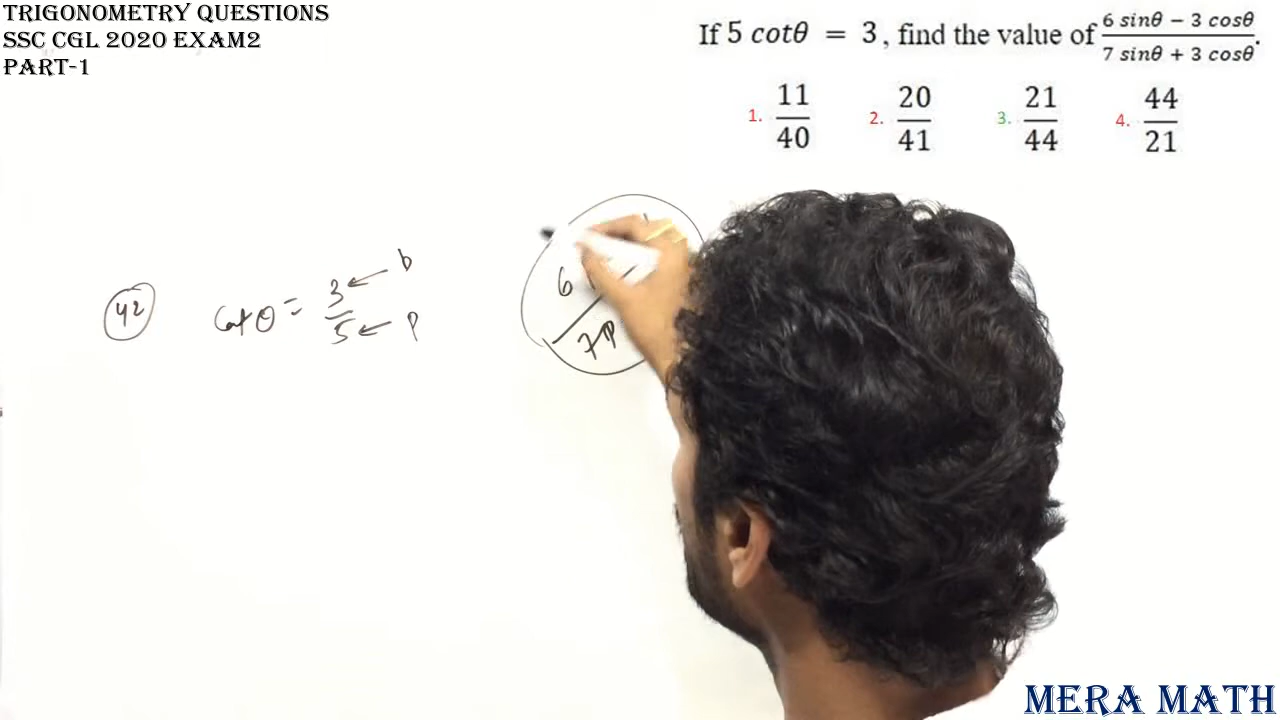 TRIGONOMETRY QUESTIONS
SSC CGL 2020 EXAM2
PART-1
If 5 cotθ = 3, find the value of (6 sinθ − 3 cosθ)/(7 sinθ + 3 cosθ).
1. 11/40 2. 20/41 3. 21/44 4. 44/21
42 cot θ = 3/5 ← b ← p
6
7p
MERA MATH